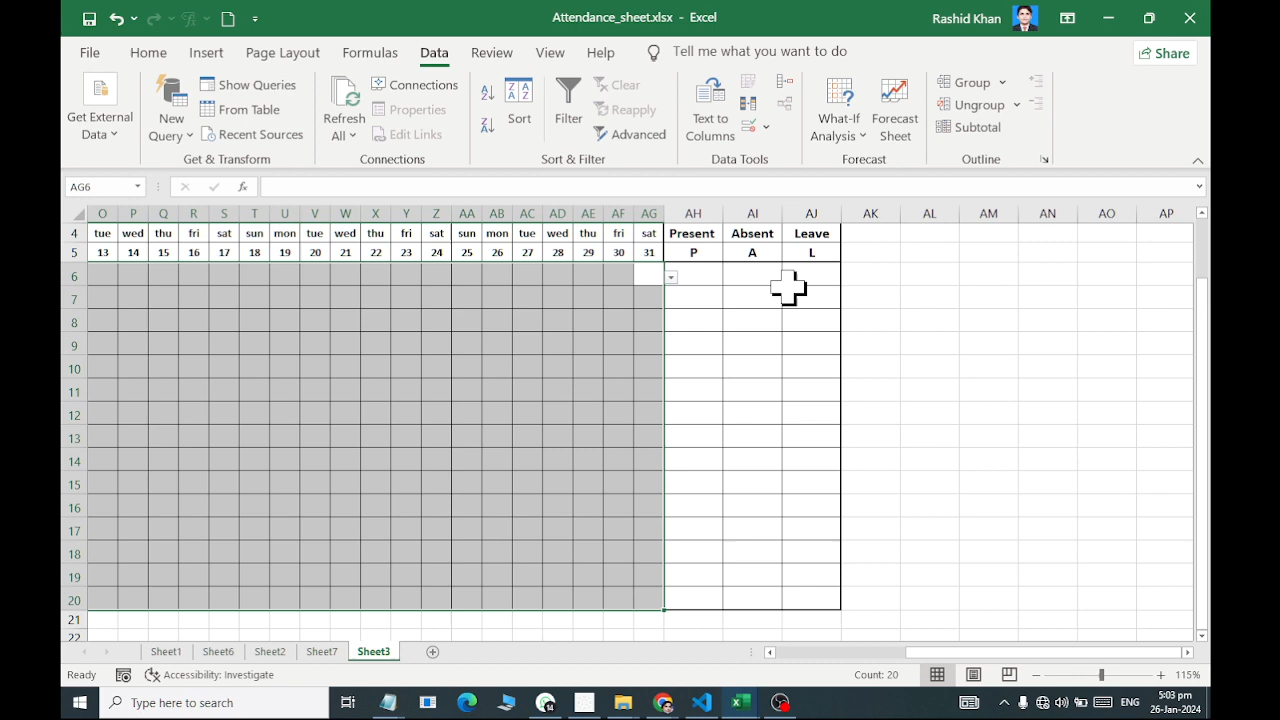 Attendance_sheet.xlsx - Excel
Rashid Khan
File Home Insert Page Layout Formulas Data Review View Help Tell me what you want to do Share
Get External Data
New Query
Show Queries
From Table
Recent Sources
Get & Transform
Refresh All
Connections
Properties
Edit Links
Connections
Sort
Filter
Clear
Reapply
Advanced
Sort & Filter
Text to Columns
Data Tools
What-If Analysis
Forecast Sheet
Forecast
Group
Ungroup
Subtotal
Outline
AG6 fx
O P Q R S T U V W X Y Z AA AB AC AD AE AF AG AH AI AJ AK AL AM AN AO AP
4 tue wed thu fri sat sun mon tue wed thu fri sat sun mon tue wed thu fri sat Present Absent Leave
5 13 14 15 16 17 18 19 20 21 22 23 24 25 26 27 28 29 30 31 P A L
6
7
8
9
10
11
12
13
14
15
16
17
18
19
20
21
22
Sheet1 Sheet6 Sheet2 Sheet7 Sheet3
Ready Accessibility: Investigate Count: 20 115%
Type here to search
ENG
5:03 pm
26-Jan-2024